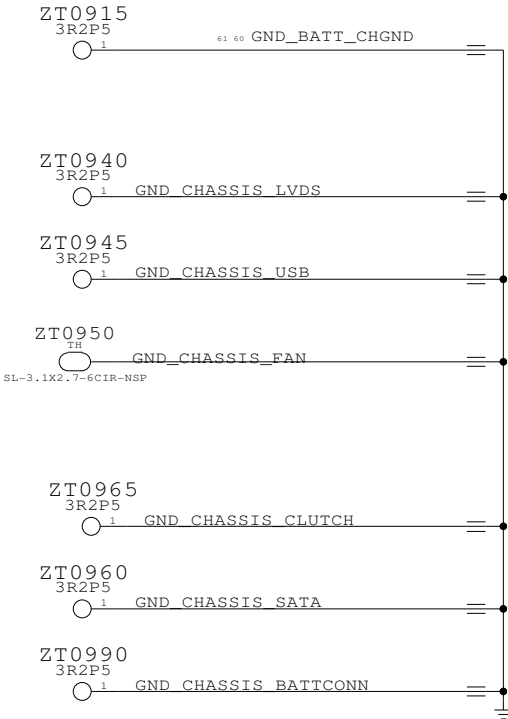 ZT0915
3R2P5
1
61 60 GND_BATT_CHGND
ZT0940
3R2P5
1 GND_CHASSIS_LVDS
ZT0945
3R2P5
1 GND_CHASSIS_USB
ZT0950
TH
GND_CHASSIS_FAN
SL-3.1X2.7-6CIR-NSP
ZT0965
3R2P5
1 GND_CHASSIS_CLUTCH
ZT0960
3R2P5
1 GND_CHASSIS_SATA
ZT0990
3R2P5
1 GND_CHASSIS_BATTCONN